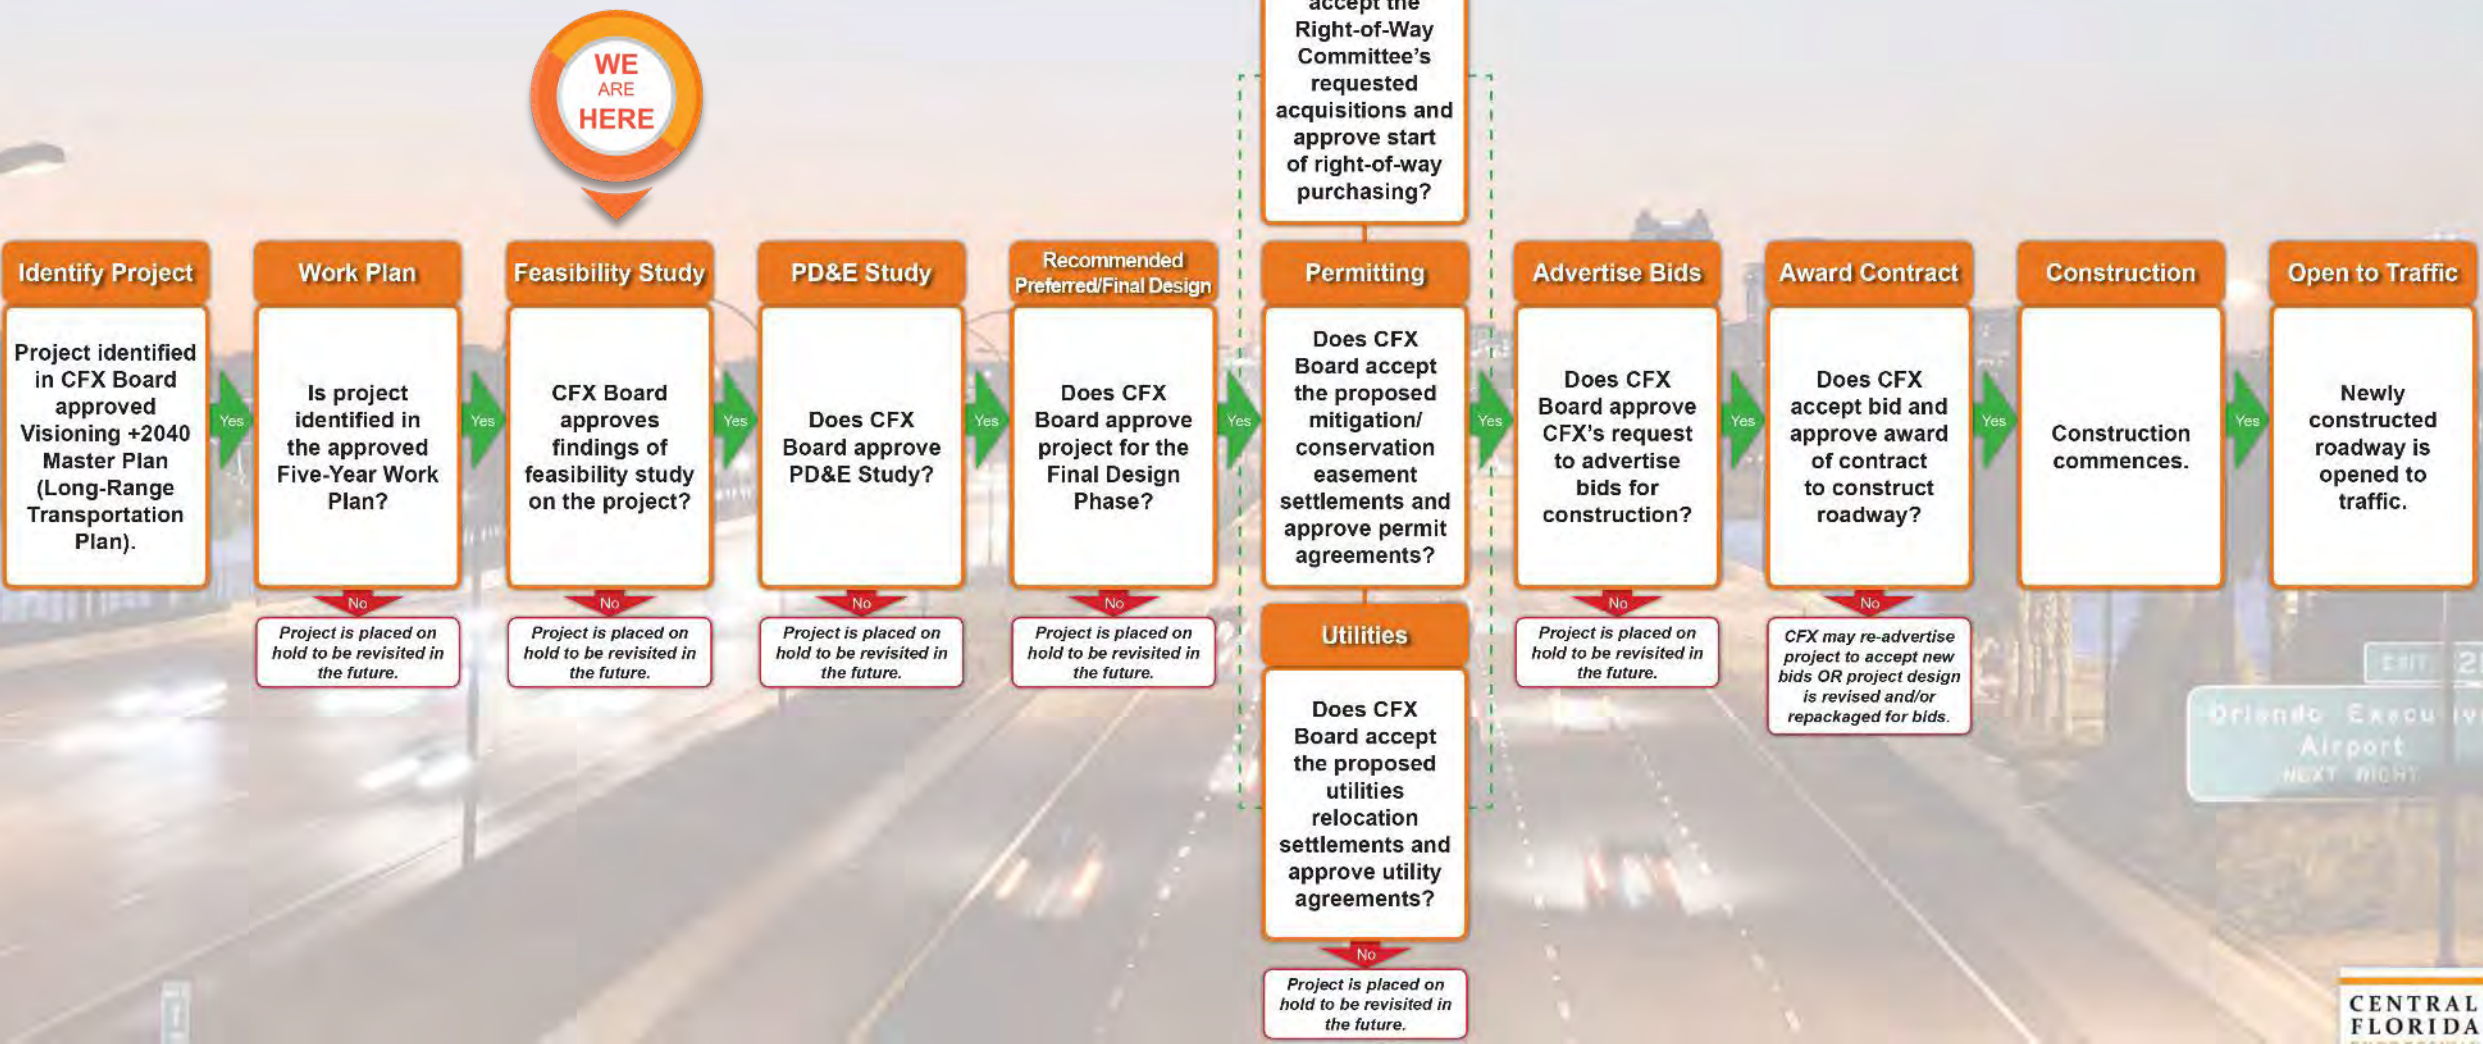 WE
ARE
HERE
accept the
Right-of-Way
Committee's
requested
acquisitions and
approve start
of right-of-way
purchasing?
Identify Project
Project identified
in CFX Board
approved
Visioning +2040
Master Plan
(Long-Range
Transportation
Plan).
Yes
Work Plan
Is project
identified in
the approved
Five-Year Work
Plan?
No
Project is placed on
hold to be revisited in
the future.
Yes
Feasibility Study
CFX Board
approves
findings of
feasibility study
on the project?
No
Project is placed on
hold to be revisited in
the future.
Yes
PD&E Study
Does CFX
Board approve
PD&E Study?
No
Project is placed on
hold to be revisited in
the future.
Yes
Recommended
Preferred/Final Design
Does CFX
Board approve
project for the
Final Design
Phase?
No
Project is placed on
hold to be revisited in
the future.
Yes
Permitting
Does CFX
Board accept
the proposed
mitigation/
conservation
easement
settlements and
approve permit
agreements?
Utilities
Does CFX
Board accept
the proposed
utilities
relocation
settlements and
approve utility
agreements?
No
Project is placed on
hold to be revisited in
the future.
Yes
Advertise Bids
Does CFX
Board approve
CFX's request
to advertise
bids for
construction?
No
Project is placed on
hold to be revisited in
the future.
Yes
Award Contract
Does CFX
accept bid and
approve award
of contract
to construct
roadway?
No
CFX may re-advertise
project to accept new
bids OR project design
is revised and/or
repackaged for bids.
Yes
Construction
Construction
commences.
Yes
Open to Traffic
Newly
constructed
roadway is
opened to
traffic.
EXIT 2
Orlando Execu iv
Airport
NEXT RIGHT
CENTRAL
FLORIDA